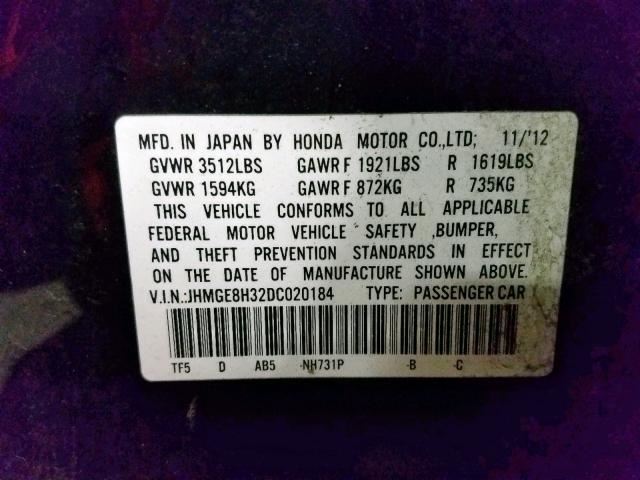 MFD. IN JAPAN BY HONDA MOTOR CO.,LTD; 11/'12
GVWR 3512LBS GAWR F 1921LBS R 1619LBS
GVWR 1594KG GAWR F 872KG R 735KG
THIS VEHICLE CONFORMS TO ALL APPLICABLE
FEDERAL MOTOR VEHICLE SAFETY ,BUMPER,
AND THEFT PREVENTION STANDARDS IN EFFECT
ON THE DATE OF MANUFACTURE SHOWN ABOVE.
V.I.N.:JHMGE8H32DC020184 TYPE: PASSENGER CAR
TF5 D AB5 -NH731P -B -C